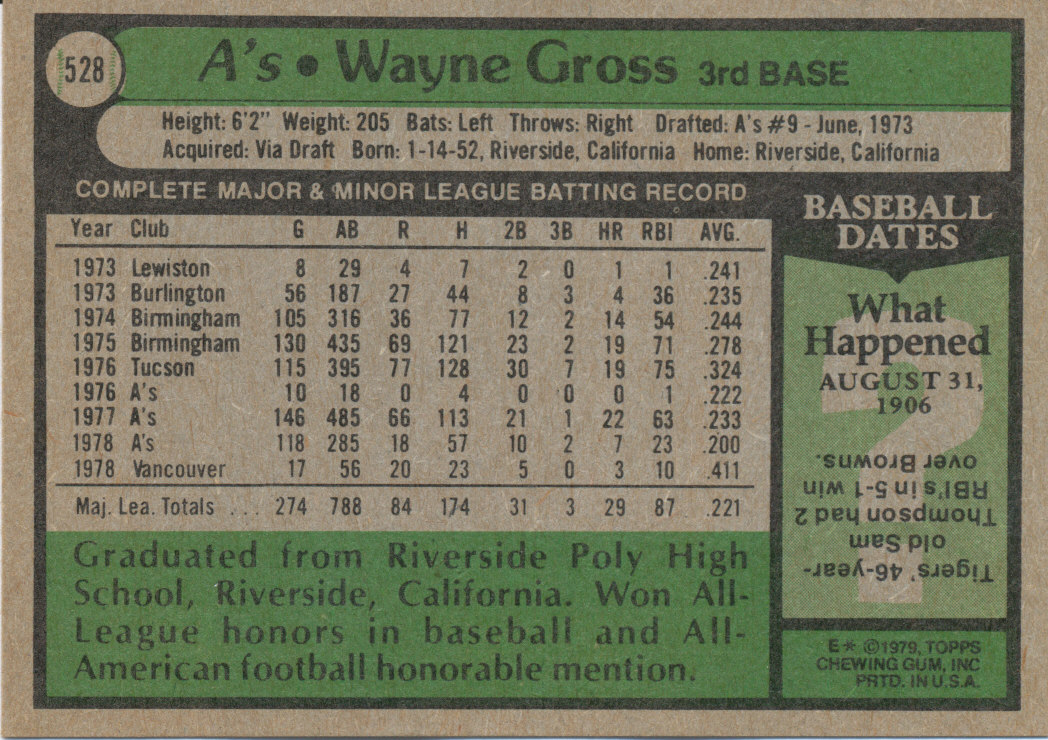 528
A's • Wayne Gross 3rd BASE
Height: 6'2" Weight: 205 Bats: Left Throws: Right Drafted: A's #9 - June, 1973
Acquired: Via Draft Born: 1-14-52, Riverside, California Home: Riverside, California
COMPLETE MAJOR & MINOR LEAGUE BATTING RECORD
Year Club G AB R H 2B 3B HR RBI AVG.
1973 Lewiston 8 29 4 7 2 0 1 1 .241
1973 Burlington 56 187 27 44 8 3 4 36 .235
1974 Birmingham 105 316 36 77 12 2 14 54 .244
1975 Birmingham 130 435 69 121 23 2 19 71 .278
1976 Tucson 115 395 77 128 30 7 19 75 .324
1976 A's 10 18 0 4 0 0 0 1 .222
1977 A's 146 485 66 113 21 1 22 63 .233
1978 A's 118 285 18 57 10 2 7 23 .200
1978 Vancouver 17 56 20 23 5 0 3 10 .411
Maj. Lea. Totals . . . 274 788 84 174 31 3 29 87 .221
Graduated from Riverside Poly High
School, Riverside, California. Won All-
League honors in baseball and All-
American football honorable mention.
BASEBALL
DATES
What
Happened
AUGUST 31,
1906
?
Tigers' 46-year-
old Sam
Thompson had 2
RBI's in 5-1 win
over Browns.
E* ©1979, TOPPS
CHEWING GUM, INC
PRTD. IN U.S.A.